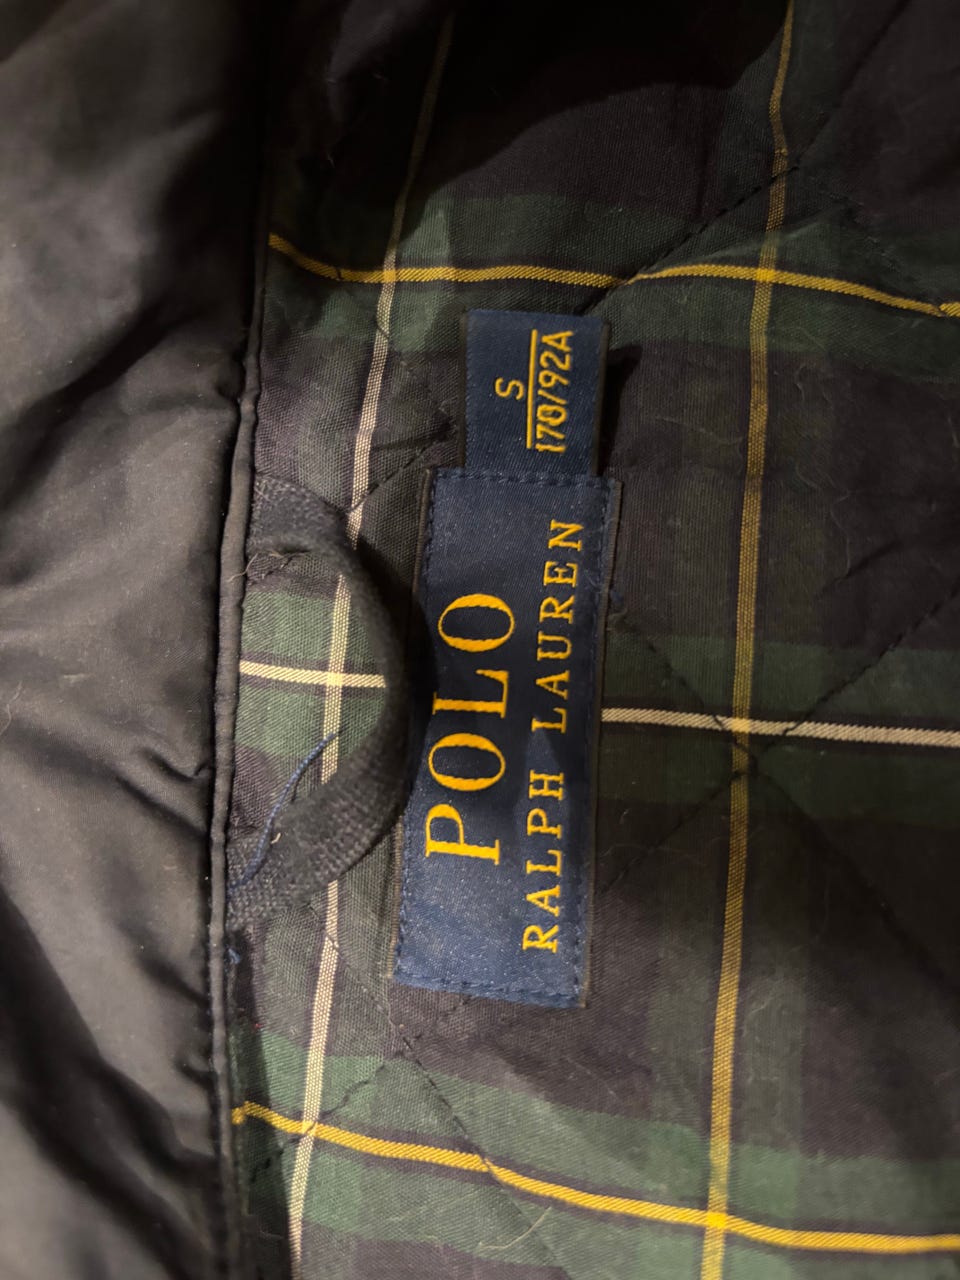 POLO
RALPH LAUREN
S
170/92A